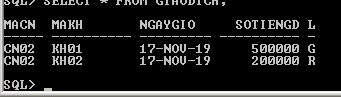 SQL> SELECT * FROM GIAODICH;
MACN MAKH NGAYGIO SOTIENGD L
---- ---------- --------- ---------- -
CN02 KH01 17-NOV-19 500000 G
CN02 KH02 17-NOV-19 200000 R
SQL> _